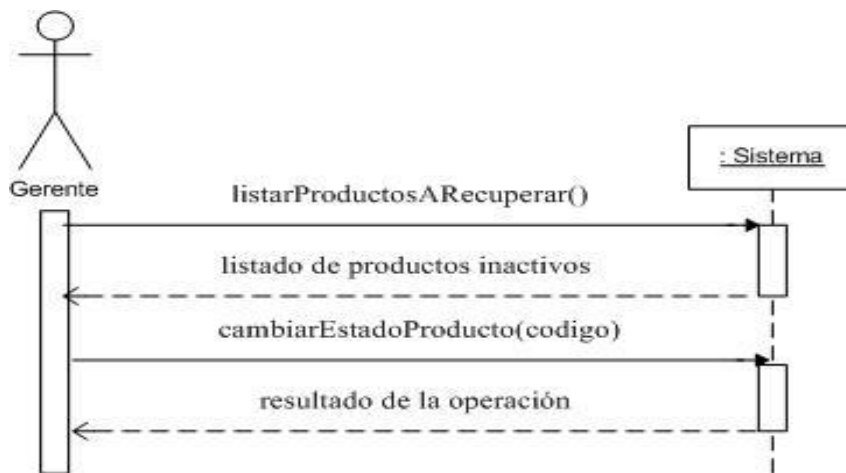 : Sistema
Gerente
listarProductosARecuperar()
listado de productos inactivos
cambiarEstadoProducto(codigo)
resultado de la operación